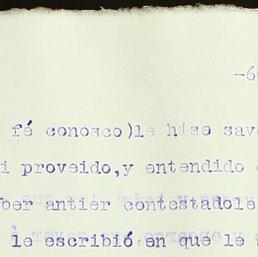 -6
fé conosco)le hise sav
i proveido,y entendido
ber antier contestadole
le escribió en que le